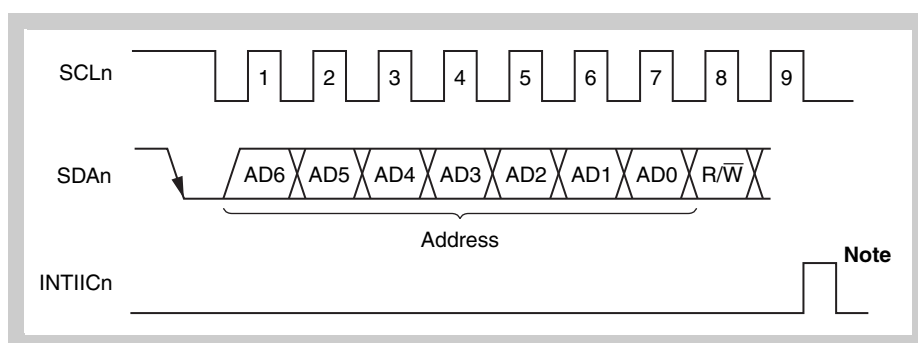 SCLn 1 2 3 4 5 6 7 8 9
SDAn AD6 AD5 AD4 AD3 AD2 AD1 AD0 R/W̅
Address
Note
INTIICn